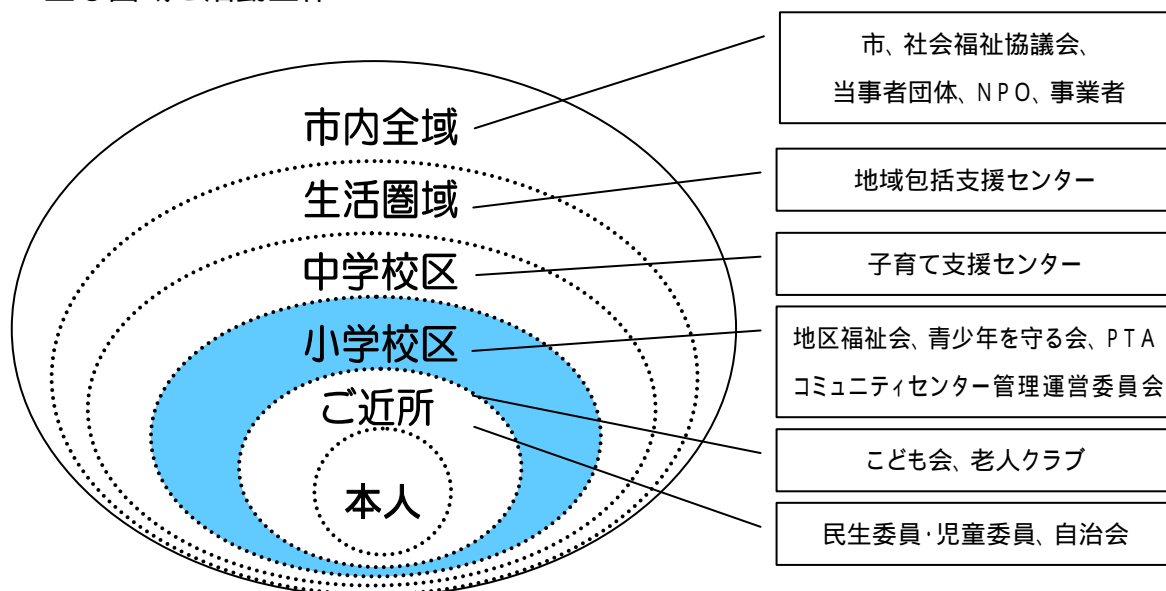 市内全域
生活圏域
中学校区
小学校区
ご近所
本人
市、社会福祉協議会、
当事者団体、NPO、事業者
地域包括支援センター
子育て支援センター
地区福祉会、青少年を守る会、PTA
コミュニティセンター管理運営委員会
こども会、老人クラブ
民生委員・児童委員、自治会